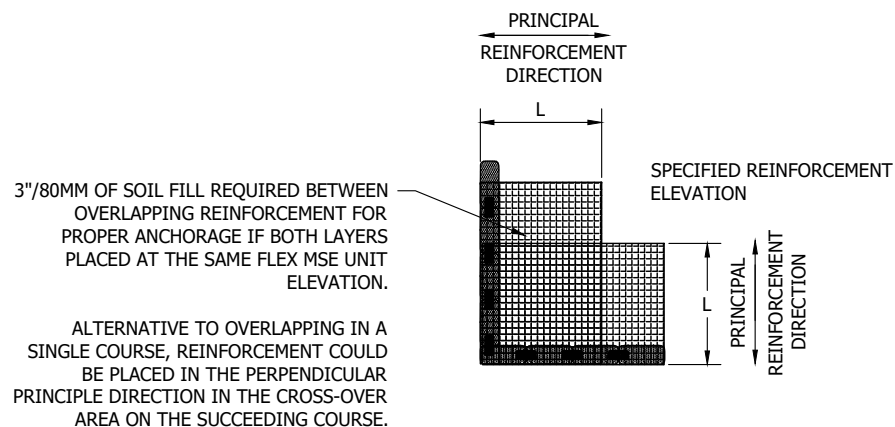 PRINCIPAL
REINFORCEMENT
DIRECTION
L
3"/80MM OF SOIL FILL REQUIRED BETWEEN
OVERLAPPING REINFORCEMENT FOR
PROPER ANCHORAGE IF BOTH LAYERS
PLACED AT THE SAME FLEX MSE UNIT
ELEVATION.
ALTERNATIVE TO OVERLAPPING IN A
SINGLE COURSE, REINFORCEMENT COULD
BE PLACED IN THE PERPENDICULAR
PRINCIPLE DIRECTION IN THE CROSS-OVER
AREA ON THE SUCCEEDING COURSE.
SPECIFIED REINFORCEMENT
ELEVATION
L
PRINCIPAL
REINFORCEMENT
DIRECTION